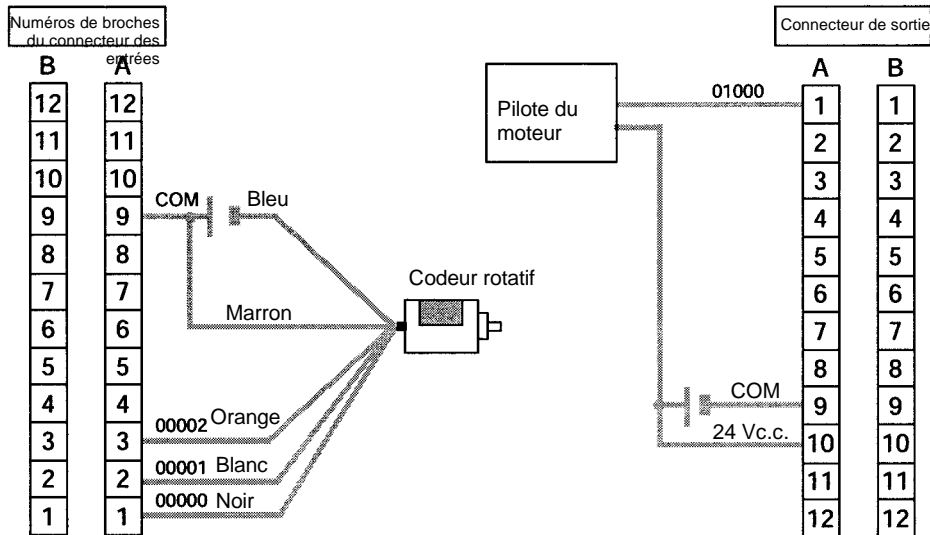 Numéros de broches
du connecteur des
entrées
B A
12 12
11 11
10 10
9 9
8 8
7 7
6 6
5 5
4 4
3 3
2 2
1 1
COM Bleu
Marron
00002 Orange
00001 Blanc
00000 Noir
Codeur rotatif
Pilote du
moteur
01000
COM
24 Vc.c.
Connecteur de sortie
A B
1 1
2 2
3 3
4 4
5 5
6 6
7 7
8 8
9 9
10 10
11 11
12 12